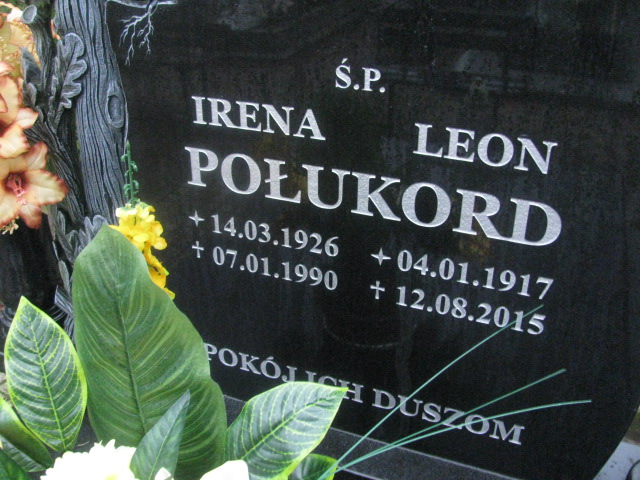 Ś.P.
IRENA LEON
POŁUKORD
14.03.1926 04.01.1917
† 07.01.1990 † 12.08.2015
POKÓJ ICH DUSZOM